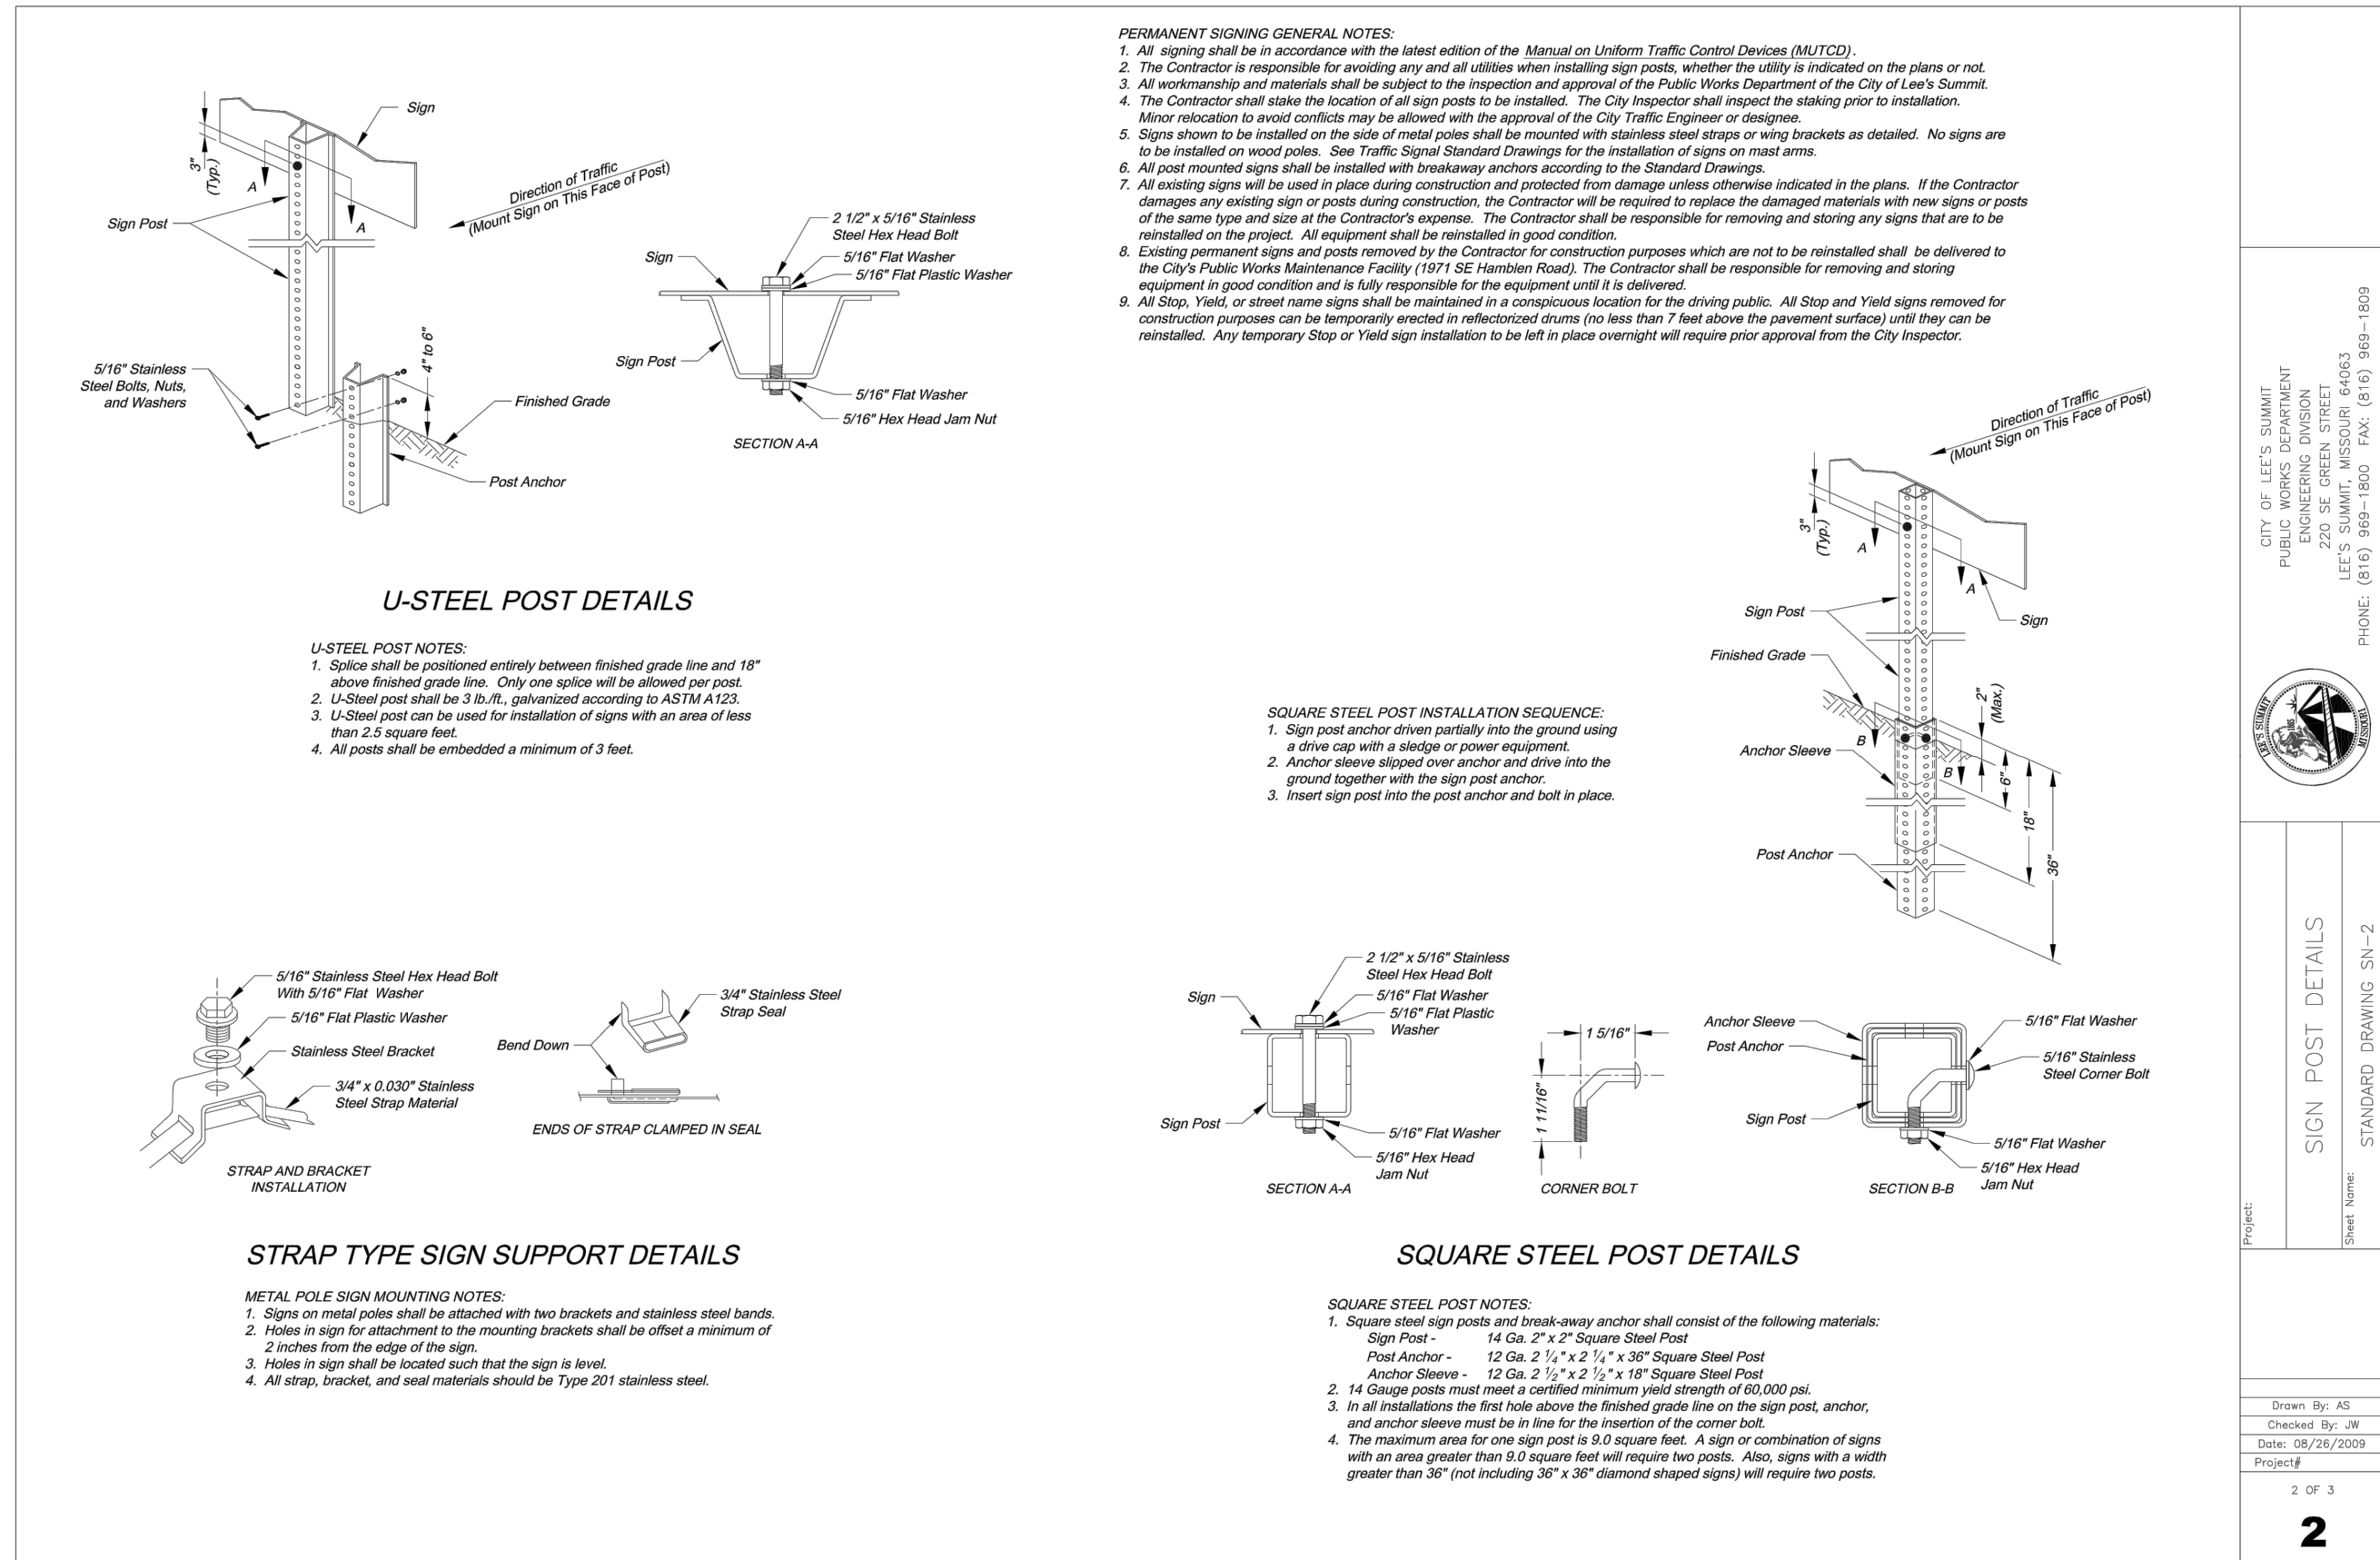 PERMANENT SIGNING GENERAL NOTES:
1. All signing shall be in accordance with the latest edition of the Manual on Uniform Traffic Control Devices (MUTCD).
2. The Contractor is responsible for avoiding any and all utilities when installing sign posts, whether the utility is indicated on the plans or not.
3. All workmanship and materials shall be subject to the inspection and approval of the Public Works Department of the City of Lee's Summit.
4. The Contractor shall stake the location of all sign posts to be installed. The City Inspector shall inspect the staking prior to installation.
Minor relocation to avoid conflicts may be allowed with the approval of the City Traffic Engineer or designee.
5. Signs shown to be installed on the side of metal poles shall be mounted with stainless steel straps or wing brackets as detailed. No signs are
to be installed on wood poles. See Traffic Signal Standard Drawings for the installation of signs on mast arms.
6. All post mounted signs shall be installed with breakaway anchors according to the Standard Drawings.
7. All existing signs will be used in place during construction and protected from damage unless otherwise indicated in the plans. If the Contractor
damages any existing sign or posts during construction, the Contractor will be required to replace the damaged materials with new signs or posts
of the same type and size at the Contractor's expense. The Contractor shall be responsible for removing and storing any signs that are to be
reinstalled on the project. All equipment shall be reinstalled in good condition.
8. Existing permanent signs and posts removed by the Contractor for construction purposes which are not to be reinstalled shall be delivered to
the City's Public Works Maintenance Facility (1971 SE Hamblen Road). The Contractor shall be responsible for removing and storing
equipment in good condition and is fully responsible for the equipment until it is delivered.
9. All Stop, Yield, or street name signs shall be maintained in a conspicuous location for the driving public. All Stop and Yield signs removed for
construction purposes can be temporarily erected in reflectorized drums (no less than 7 feet above the pavement surface) until they can be
reinstalled. Any temporary Stop or Yield sign installation to be left in place overnight will require prior approval from the City Inspector.
Sign
3"
(Typ.)
A
A
Sign Post
Direction of Traffic
(Mount Sign on This Face of Post)
4" to 6"
5/16" Stainless
Steel Bolts, Nuts,
and Washers
Finished Grade
Post Anchor
2 1/2" x 5/16" Stainless
Steel Hex Head Bolt
Sign
5/16" Flat Washer
5/16" Flat Plastic Washer
Sign Post
5/16" Flat Washer
5/16" Hex Head Jam Nut
SECTION A-A
U-STEEL POST DETAILS
U-STEEL POST NOTES:
1. Splice shall be positioned entirely between finished grade line and 18"
above finished grade line. Only one splice will be allowed per post.
2. U-Steel post shall be 3 lb./ft., galvanized according to ASTM A123.
3. U-Steel post can be used for installation of signs with an area of less
than 2.5 square feet.
4. All posts shall be embedded a minimum of 3 feet.
Direction of Traffic
(Mount Sign on This Face of Post)
3"
(Typ.)
A
A
Sign Post
Sign
Finished Grade
2"
(Max.)
Anchor Sleeve
B
B
6"
18"
36"
Post Anchor
SQUARE STEEL POST INSTALLATION SEQUENCE:
1. Sign post anchor driven partially into the ground using
a drive cap with a sledge or power equipment.
2. Anchor sleeve slipped over anchor and drive into the
ground together with the sign post anchor.
3. Insert sign post into the post anchor and bolt in place.
5/16" Stainless Steel Hex Head Bolt
With 5/16" Flat Washer
5/16" Flat Plastic Washer
Stainless Steel Bracket
3/4" x 0.030" Stainless
Steel Strap Material
STRAP AND BRACKET
INSTALLATION
3/4" Stainless Steel
Strap Seal
Bend Down
ENDS OF STRAP CLAMPED IN SEAL
STRAP TYPE SIGN SUPPORT DETAILS
METAL POLE SIGN MOUNTING NOTES:
1. Signs on metal poles shall be attached with two brackets and stainless steel bands.
2. Holes in sign for attachment to the mounting brackets shall be offset a minimum of
2 inches from the edge of the sign.
3. Holes in sign shall be located such that the sign is level.
4. All strap, bracket, and seal materials should be Type 201 stainless steel.
2 1/2" x 5/16" Stainless
Steel Hex Head Bolt
Sign
5/16" Flat Washer
5/16" Flat Plastic
Washer
Sign Post
5/16" Flat Washer
5/16" Hex Head
Jam Nut
SECTION A-A
1 5/16"
1 11/16"
CORNER BOLT
Anchor Sleeve
Post Anchor
Sign Post
5/16" Flat Washer
5/16" Stainless
Steel Corner Bolt
5/16" Flat Washer
5/16" Hex Head
Jam Nut
SECTION B-B
SQUARE STEEL POST DETAILS
SQUARE STEEL POST NOTES:
1. Square steel sign posts and break-away anchor shall consist of the following materials:
Sign Post - 14 Ga. 2" x 2" Square Steel Post
Post Anchor - 12 Ga. 2 1/4" x 2 1/4" x 36" Square Steel Post
Anchor Sleeve - 12 Ga. 2 1/2" x 2 1/2" x 18" Square Steel Post
2. 14 Gauge posts must meet a certified minimum yield strength of 60,000 psi.
3. In all installations the first hole above the finished grade line on the sign post, anchor,
and anchor sleeve must be in line for the insertion of the corner bolt.
4. The maximum area for one sign post is 9.0 square feet. A sign or combination of signs
with an area greater than 9.0 square feet will require two posts. Also, signs with a width
greater than 36" (not including 36" x 36" diamond shaped signs) will require two posts.
CITY OF LEE'S SUMMIT
PUBLIC WORKS DEPARTMENT
ENGINEERING DIVISION
220 SE GREEN STREET
LEE'S SUMMIT, MISSOURI 64063
PHONE: (816) 969-1800 FAX: (816) 969-1809
LEE'S SUMMIT
1865
MISSOURI
Project:
SIGN POST DETAILS
Sheet Name:
STANDARD DRAWING SN-2
Drawn By: AS
Checked By: JW
Date: 08/26/2009
Project#
2 OF 3
2